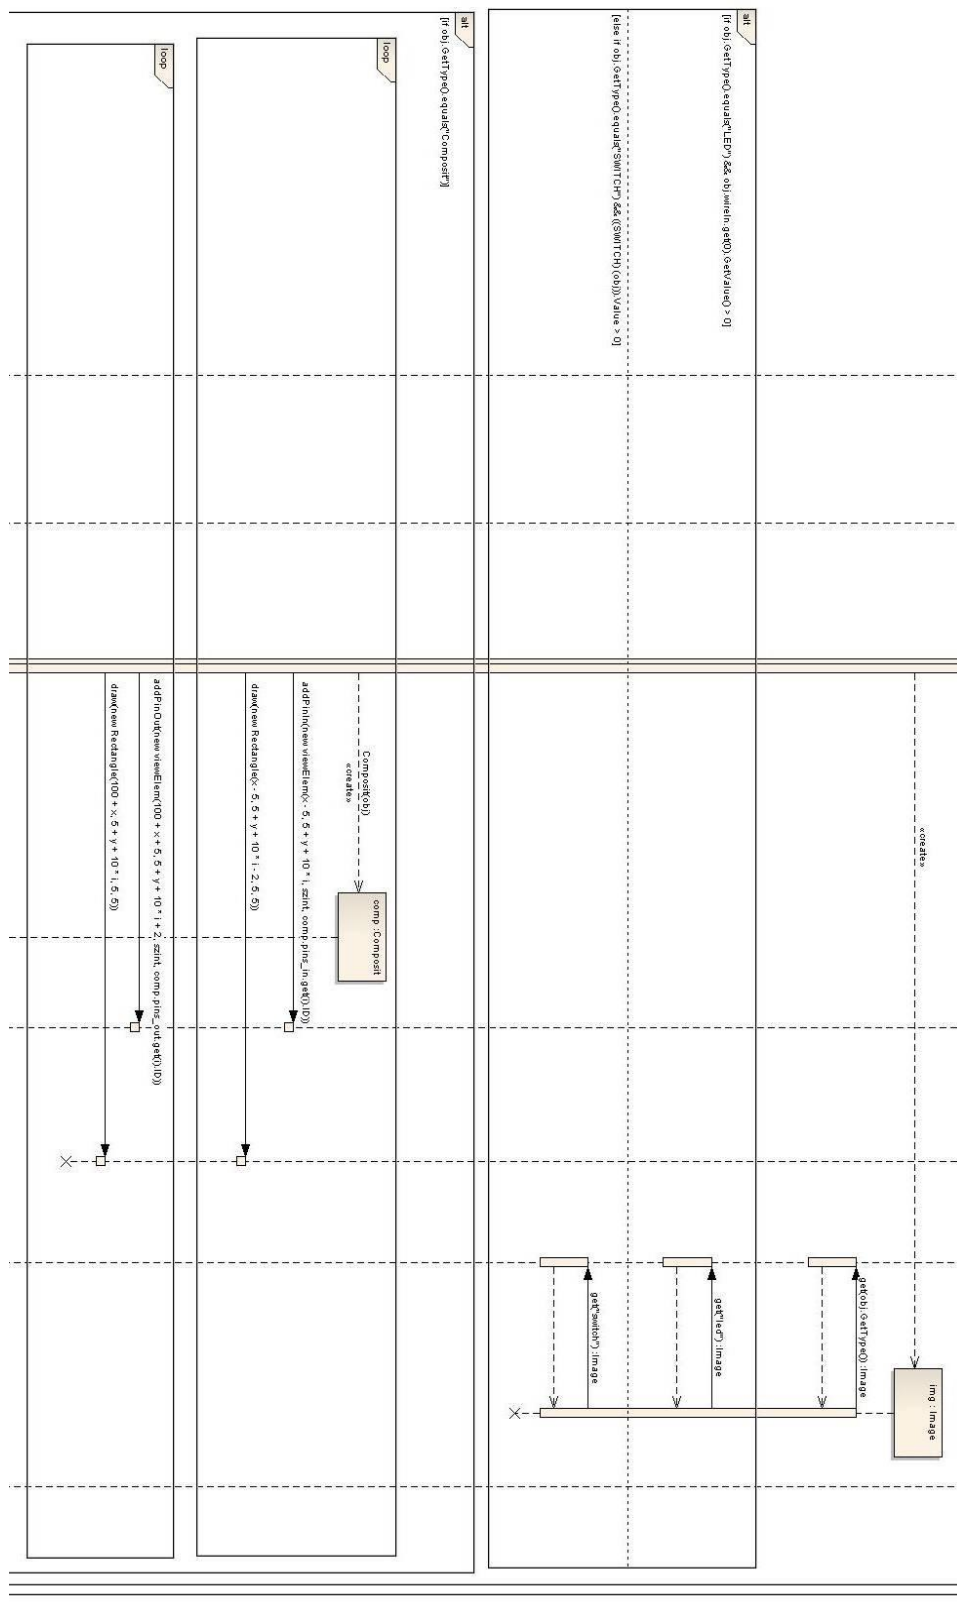 «create»
img : Image
get(obj.GetType()) :Image
alt
[if obj.GetType().equals("LED") && obj.wireIn.get(0).GetValue() > 0]
get("led") :Image
[else if obj.GetType().equals("SWITCH") && ((SWITCH)(obj)).Value > 0]
get("switch") :Image
alt
[if obj.GetType().equals("Composit")]
Composit(obj)
«create»
comp :Composit
loop
addPinIn(new viewElem(x - 5, 5 + y + 10 * i, szint, comp.pins_in.get(i).ID))
draw(new Rectangle(x - 5, 5 + y + 10 * i - 2, 5, 5))
loop
addPinOut(new viewElem(100 + x + 5, 5 + y + 10 * i + 2, szint, comp.pins_out.get(i).ID))
draw(new Rectangle(100 + x, 5 + y + 10 * i, 5, 5))